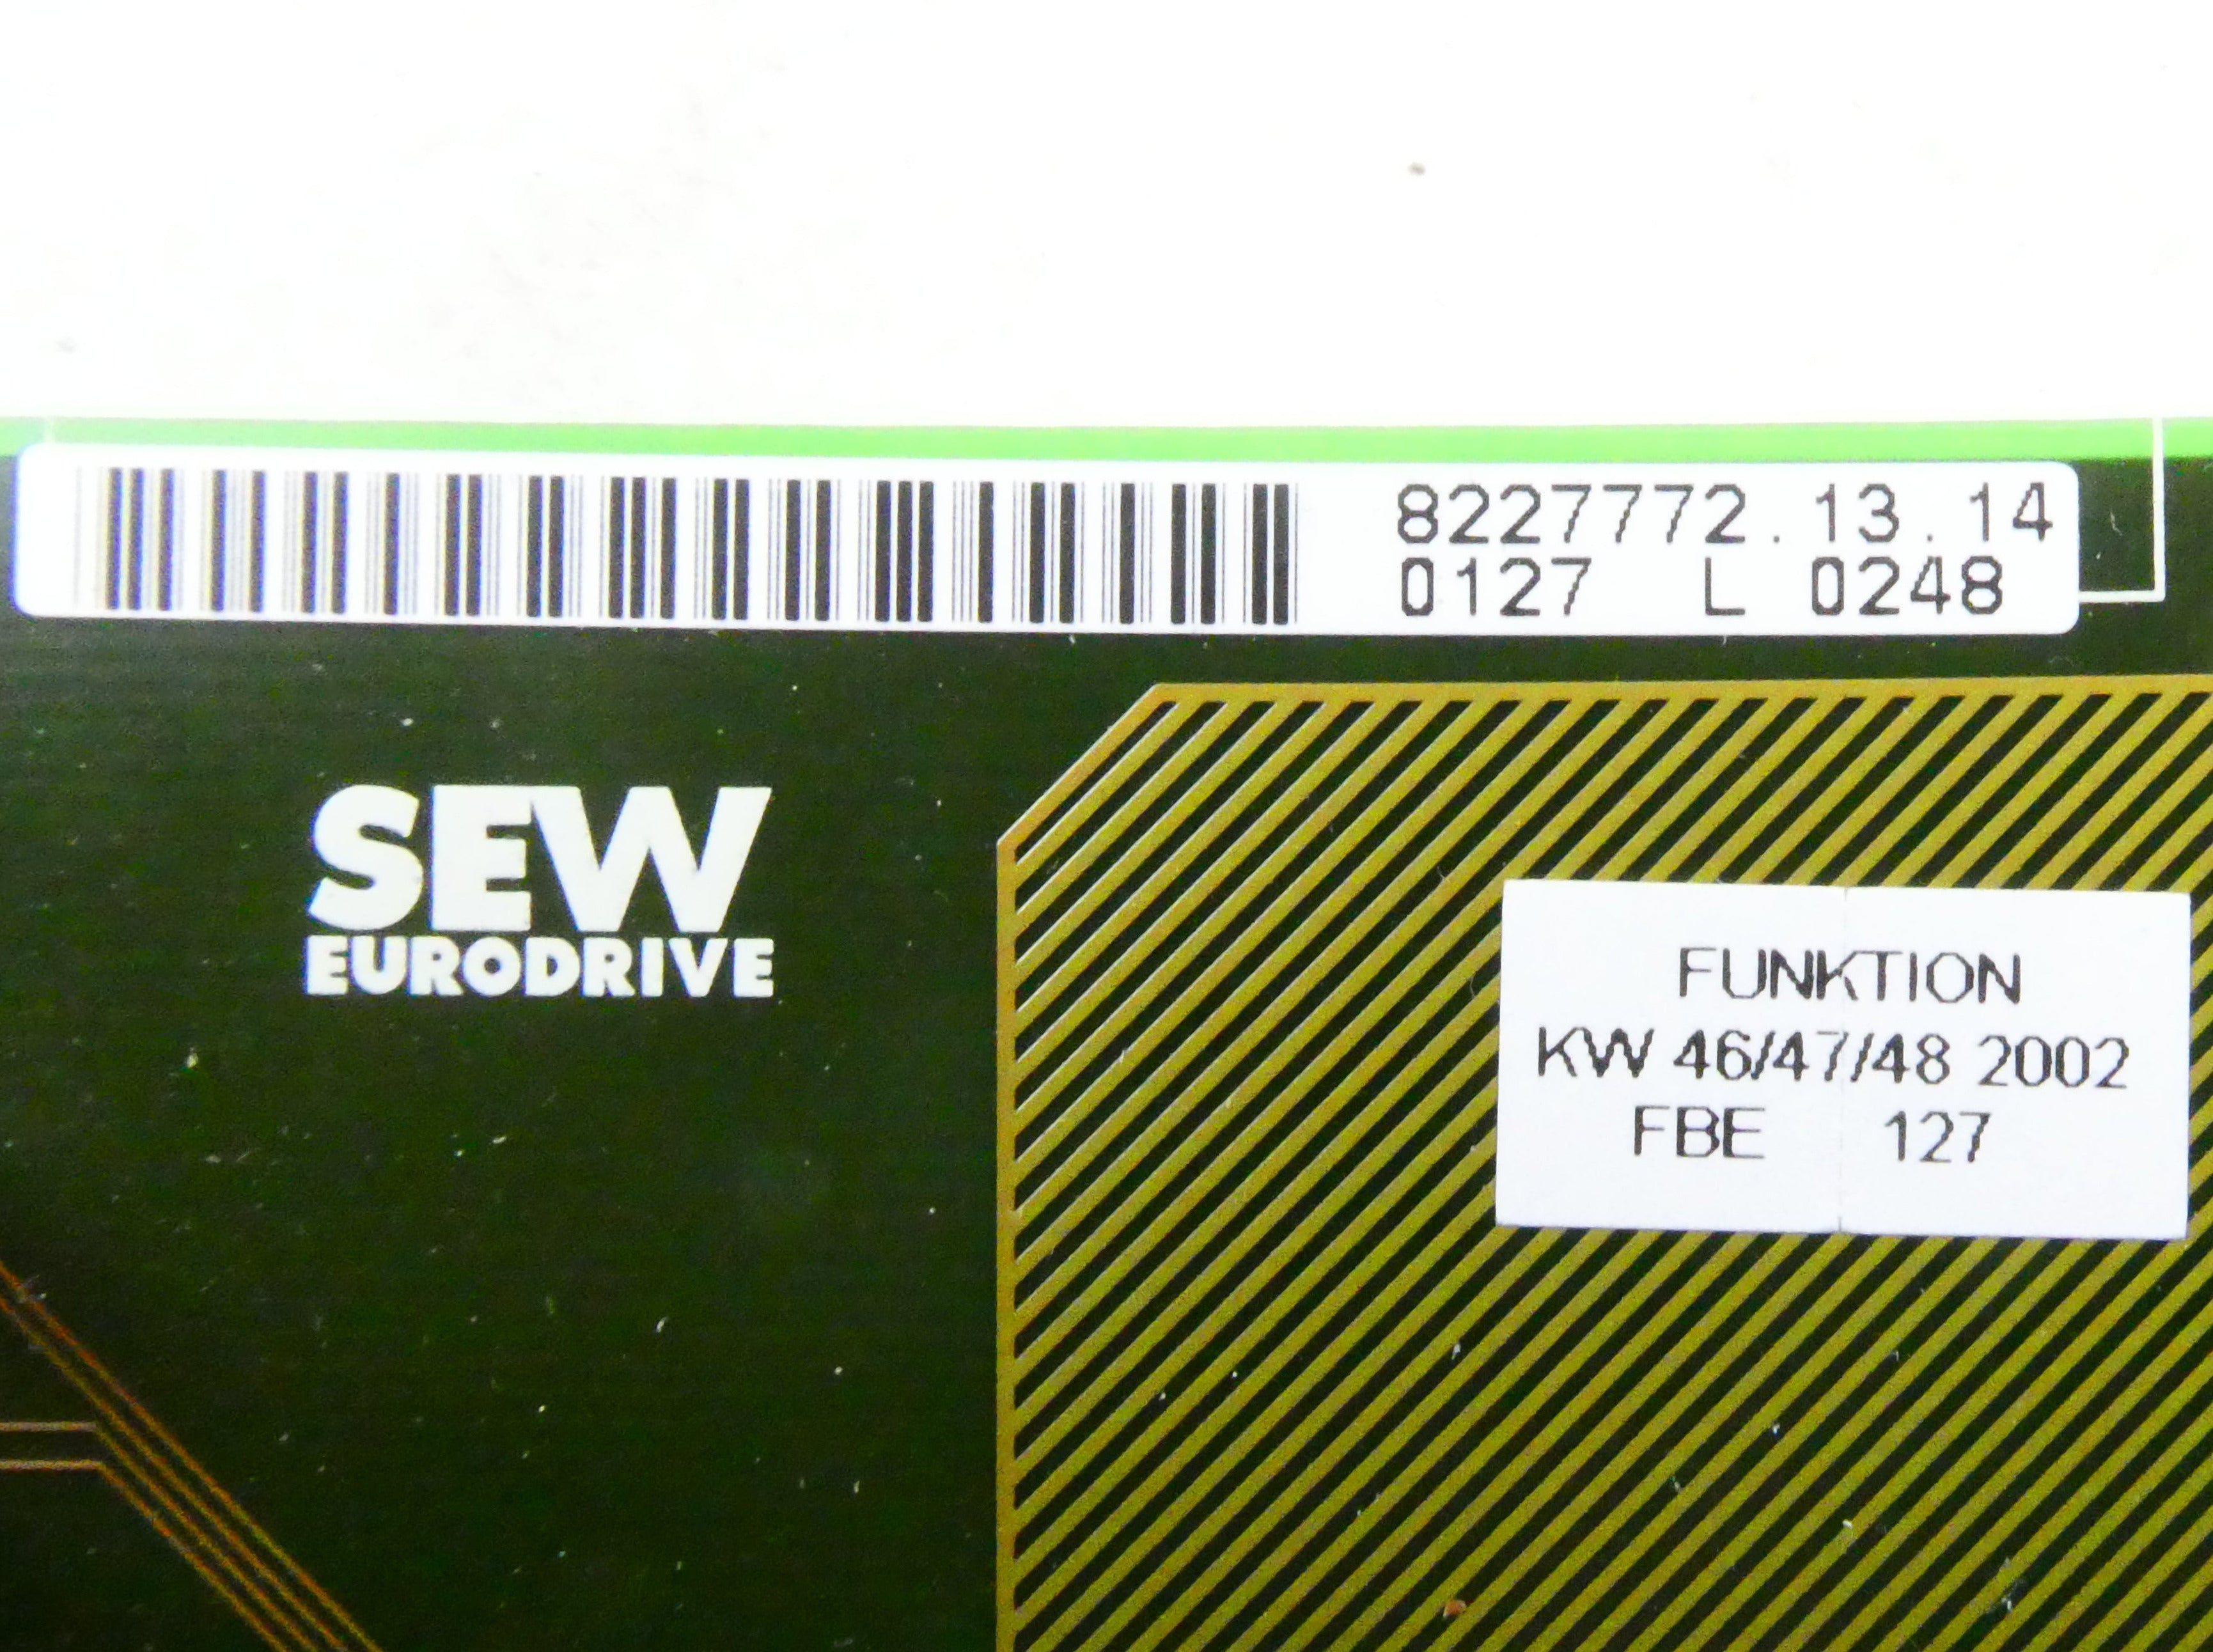 8227772.13.14
0127 L 0248
SEW
EURODRIVE
FUNKTION
KW 46/47/48 2002
FBE 127